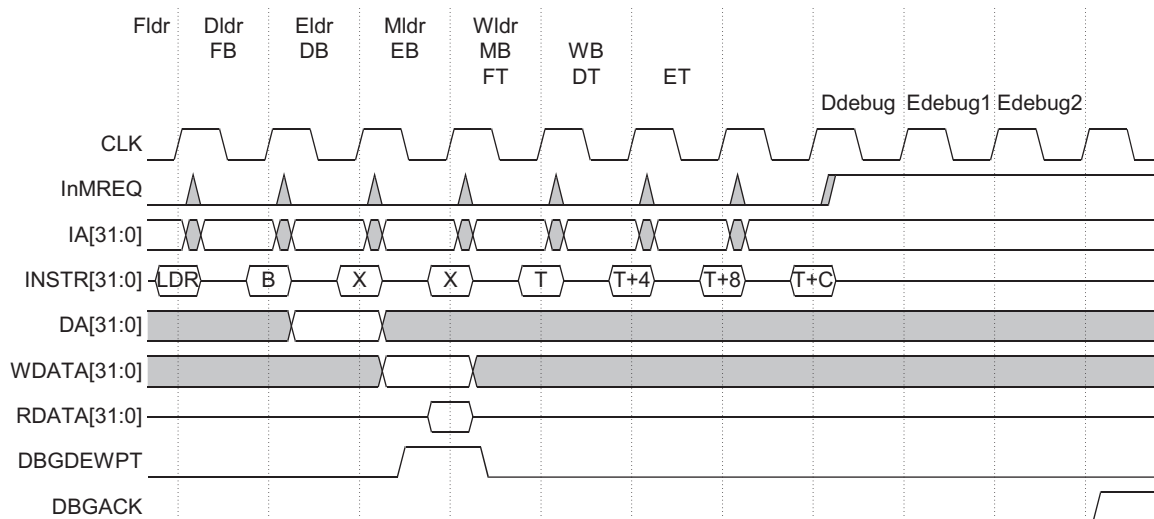 Fldr Dldr Eldr Mldr Wldr
FB DB EB MB WB
FT DT ET
Ddebug Edebug1 Edebug2
CLK
InMREQ
IA[31:0]
INSTR[31:0] LDR B X X T T+4 T+8 T+C
DA[31:0]
WDATA[31:0]
RDATA[31:0]
DBGDEWPT
DBGACK